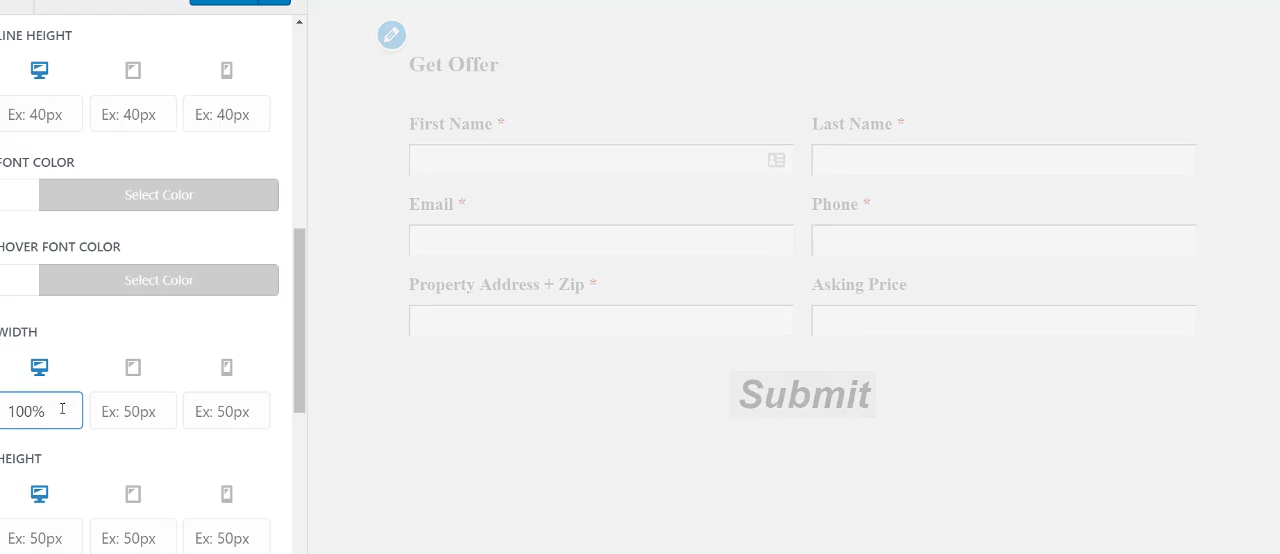 LINE HEIGHT
Ex: 40px Ex: 40px Ex: 40px
FONT COLOR
Select Color
HOVER FONT COLOR
Select Color
WIDTH
100% Ex: 50px Ex: 50px
HEIGHT
Ex: 50px Ex: 50px Ex: 50px
Get Offer
First Name * Last Name *
Email * Phone *
Property Address + Zip * Asking Price
Submit